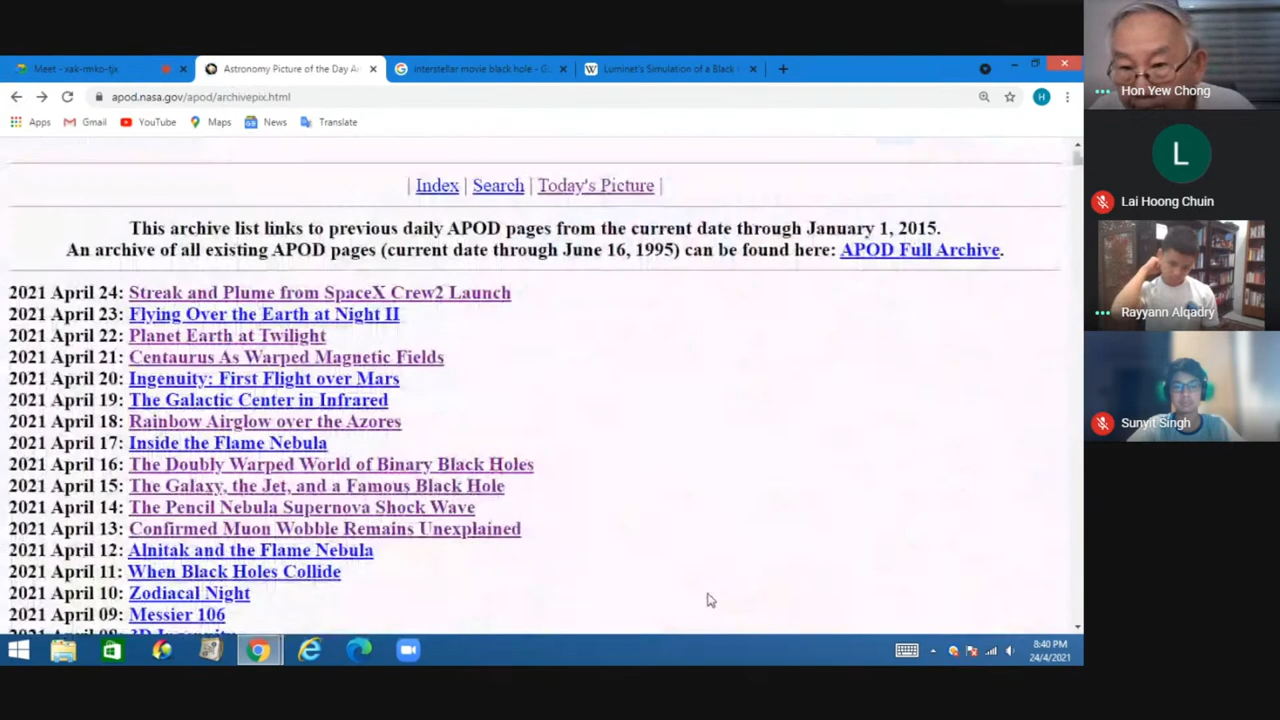 Meet - xak-mko-tjx
Astronomy Picture of the Day Ar
interstellar movie black hole - Go
Luminet's Simulation of a Black H
apod.nasa.gov/apod/archivepix.html
H
Apps Gmail YouTube Maps News Translate
| Index | Search | Today's Picture |
This archive list links to previous daily APOD pages from the current date through January 1, 2015.
An archive of all existing APOD pages (current date through June 16, 1995) can be found here: APOD Full Archive.
2021 April 24: Streak and Plume from SpaceX Crew2 Launch
2021 April 23: Flying Over the Earth at Night II
2021 April 22: Planet Earth at Twilight
2021 April 21: Centaurus As Warped Magnetic Fields
2021 April 20: Ingenuity: First Flight over Mars
2021 April 19: The Galactic Center in Infrared
2021 April 18: Rainbow Airglow over the Azores
2021 April 17: Inside the Flame Nebula
2021 April 16: The Doubly Warped World of Binary Black Holes
2021 April 15: The Galaxy, the Jet, and a Famous Black Hole
2021 April 14: The Pencil Nebula Supernova Shock Wave
2021 April 13: Confirmed Muon Wobble Remains Unexplained
2021 April 12: Alnitak and the Flame Nebula
2021 April 11: When Black Holes Collide
2021 April 10: Zodiacal Night
2021 April 09: Messier 106
8:40 PM
24/4/2021
Hon Yew Chong
L
Lai Hoong Chuin
Rayyann Alqadry
Sunyit Singh